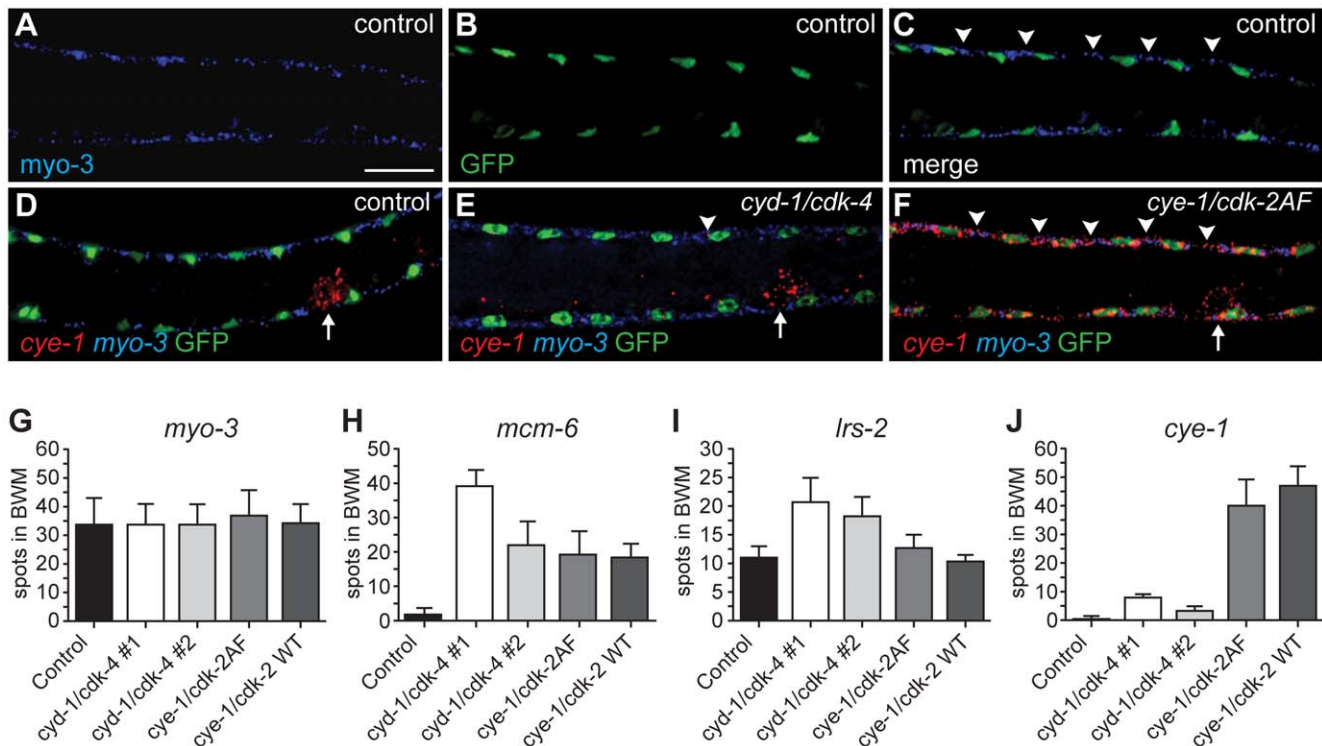 A control
myo-3
B control
GFP
C control
merge
D control
cye-1 myo-3 GFP
E cyd-1/cdk-4
cye-1 myo-3 GFP
F cye-1/cdk-2AF
cye-1 myo-3 GFP
G myo-3
spots in BWM
60
50
40
30
20
10
0
Control
cyd-1/cdk-4 #1
cyd-1/cdk-4 #2
cye-1/cdk-2AF
cye-1/cdk-2 WT
H mcm-6
spots in BWM
50
40
30
20
10
0
Control
cyd-1/cdk-4 #1
cyd-1/cdk-4 #2
cye-1/cdk-2AF
cye-1/cdk-2 WT
I lrs-2
spots in BWM
30
25
20
15
10
5
0
Control
cyd-1/cdk-4 #1
cyd-1/cdk-4 #2
cye-1/cdk-2AF
cye-1/cdk-2 WT
J cye-1
spots in BWM
60
50
40
30
20
10
0
Control
cyd-1/cdk-4 #1
cyd-1/cdk-4 #2
cye-1/cdk-2AF
cye-1/cdk-2 WT